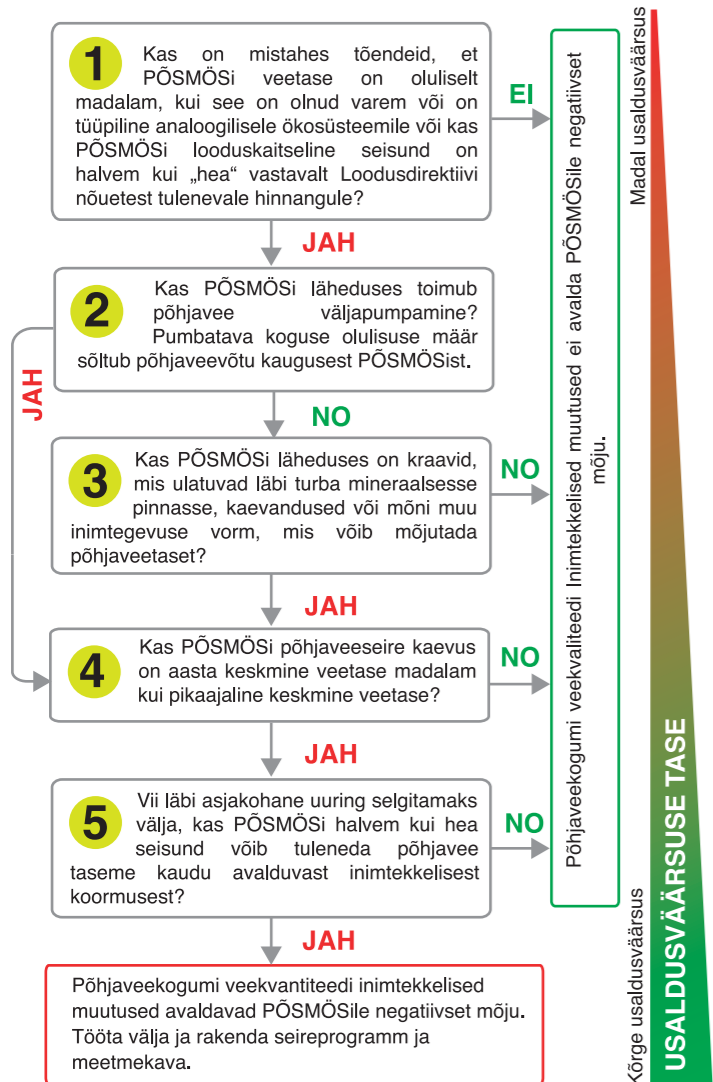 1
Kas on mistahes tõendeid, et
PÕSMÖSi veetase on oluliselt
madalam, kui see on olnud varem või on
tüüpiline analoogilisele ökosüsteemile või kas
PÕSMÖSi looduskaitseline seisund on
halvem kui „hea“ vastavalt Loodusdirektiivi
nõuetest tulenevale hinnangule?
EI
JAH
2
Kas PÕSMÖSi läheduses toimub
põhjavee väljapumpamine?
Pumbatava koguse olulisuse määr
sõltub põhjaveevõtu kaugusest PÕSMÖSist.
JAH
NO
3
Kas PÕSMÖSi läheduses on kraavid,
mis ulatuvad läbi turba mineraalsesse
pinnasse, kaevandused või mõni muu
inimtegevuse vorm, mis võib mõjutada
põhjaveetaset?
NO
JAH
4
Kas PÕSMÖSi põhjaveeseire kaevus
on aasta keskmine veetase madalam
kui pikaajaline keskmine veetase?
NO
JAH
5
Vii läbi asjakohane uuring selgitamaks
välja, kas PÕSMÖSi halvem kui hea
seisund võib tuleneda põhjavee
taseme kaudu avalduvast inimtekkelisest
koormusest?
NO
JAH
Põhjaveekogumi veekvantiteedi inimtekkelised
muutused avaldavad PÕSMÖSile negatiivset mõju.
Tööta välja ja rakenda seireprogramm ja
meetmekava.
Põhjaveekogumi veekvaliteedi Inimtekkelised muutused ei avalda PÕSMÖSile negatiivset
mõju.
Madal usaldusväärsus
USALDUSVÄÄRSUSE TASE
Kõrge usaldusväärsus